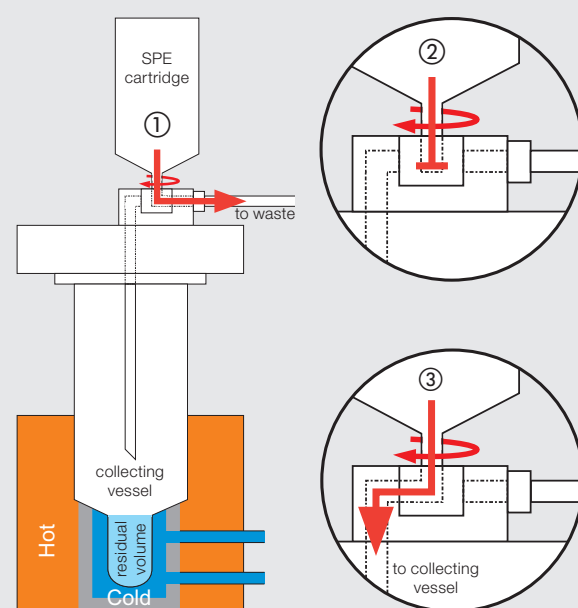 SPE
cartridge
①
to waste
②
③
collecting
vessel
Hot
residual
volume
Cold
to collecting
vessel